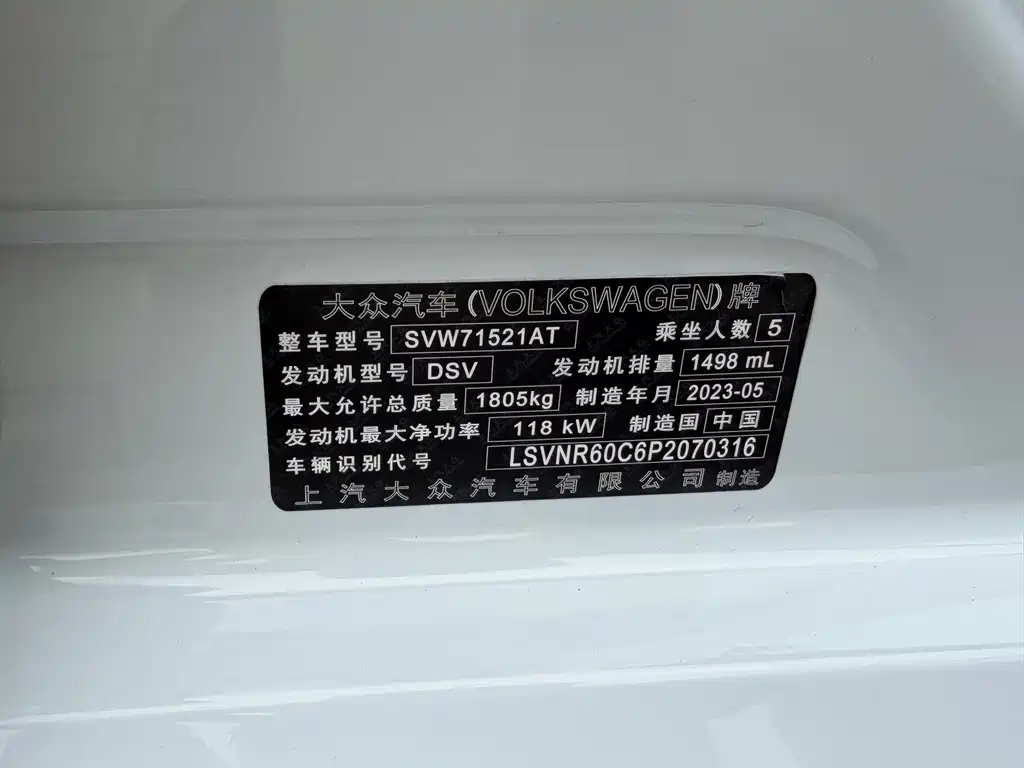 大众汽车(VOLKSWAGEN)牌
整车型号 SVW71521AT 乘坐人数 5
发动机型号 DSV 发动机排量 1498 mL
最大允许总质量 1805kg 制造年月 2023-05
发动机最大净功率 118 kW 制造国 中国
车辆识别代号 LSVNR60C6P2070316
上汽大众汽车有限公司 制造